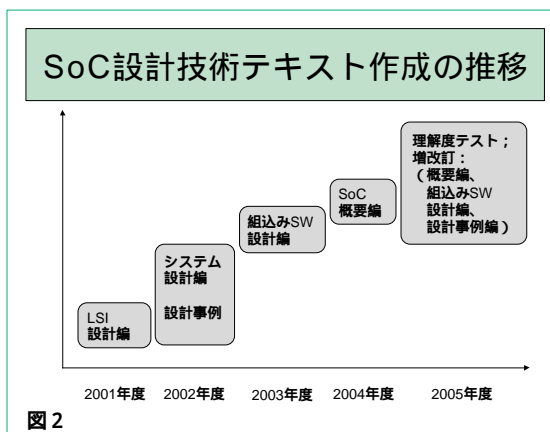 SoC設計技術テキスト作成の推移
理解度テスト；
増改訂：
（概要編、
組込みSW
設計編、
設計事例編）
SoC
概要編
組込みSW
設計編
システム
設計編
設計事例
LSI
設計編
2001年度 2002年度 2003年度 2004年度 2005年度
図2